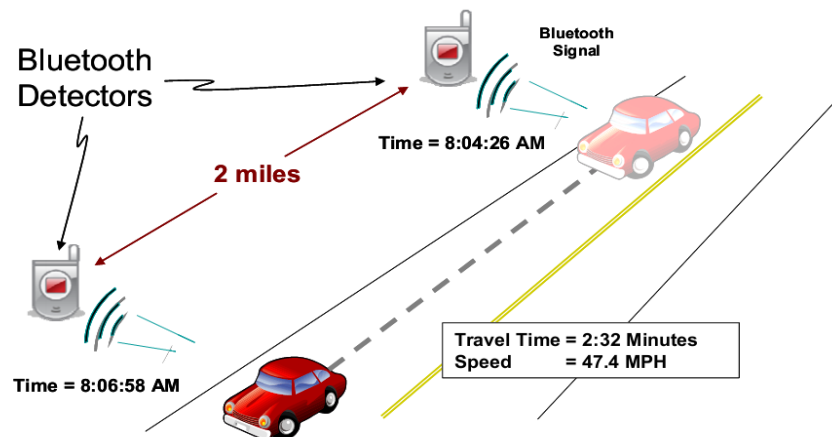 Bluetooth
Detectors
Bluetooth
Signal
Time = 8:04:26 AM
2 miles
Time = 8:06:58 AM
Travel Time = 2:32 Minutes
Speed = 47.4 MPH